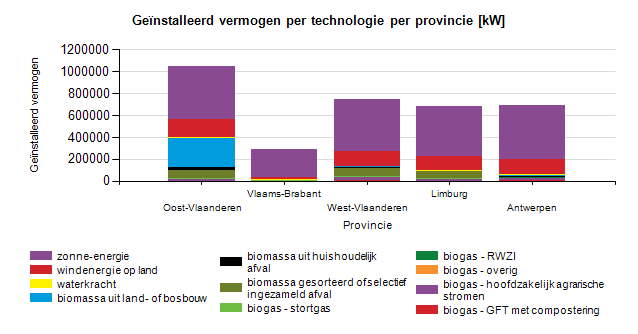 Geïnstalleerd vermogen per technologie per provincie [kW]
Geïnstalleerd vermogen
1200000
1000000
800000
600000
400000
200000
0
Vlaams-Brabant
Limburg
Oost-Vlaanderen
West-Vlaanderen
Antwerpen
Provincie
zonne-energie
windenergie op land
waterkracht
biomassa uit land- of bosbouw
biomassa uit huishoudelijk
afval
biomassa gesorteerd of selectief
ingezameld afval
biogas - stortgas
biogas - RWZI
biogas - overig
biogas - hoofdzakelijk agrarische
stromen
biogas - GFT met compostering